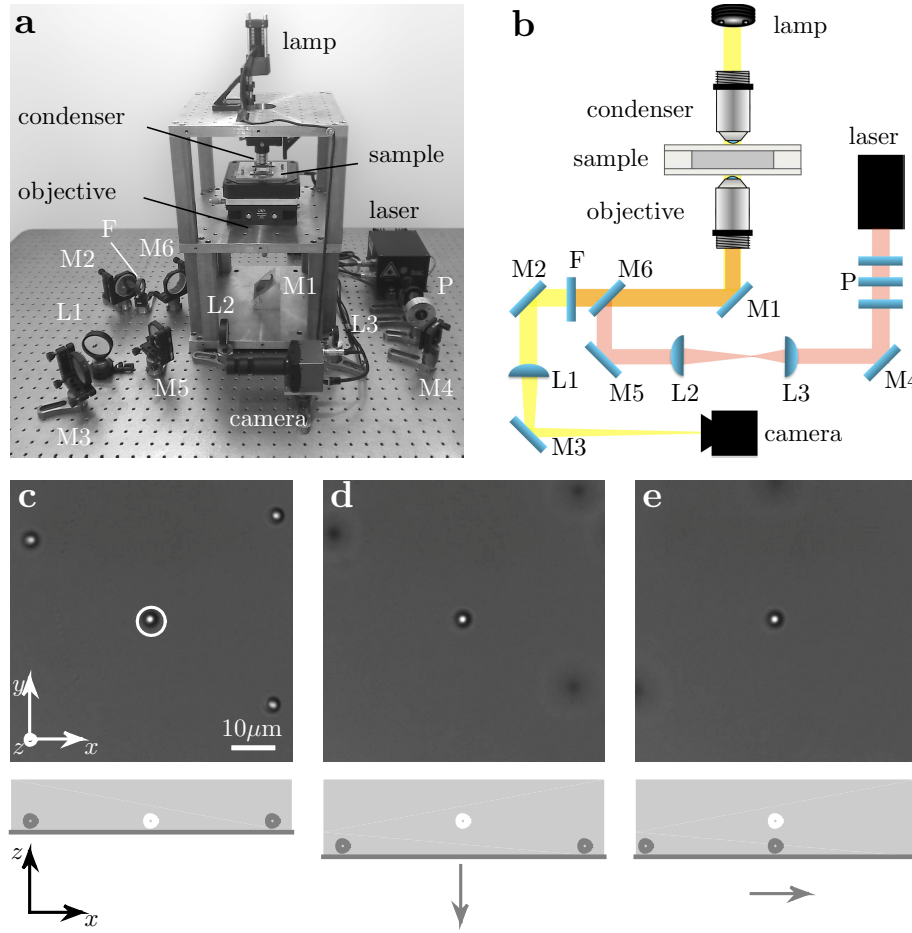 a
lamp
condenser
sample
objective
laser
F
M2
M6
P
L1
L2
M1
L3
M5
M4
M3
camera
b
lamp
condenser
laser
sample
objective
M2
F
M6
P
M1
L1
M5
L2
L3
M4
M3
camera
c
d
e
y
z
x
10μm
z
x